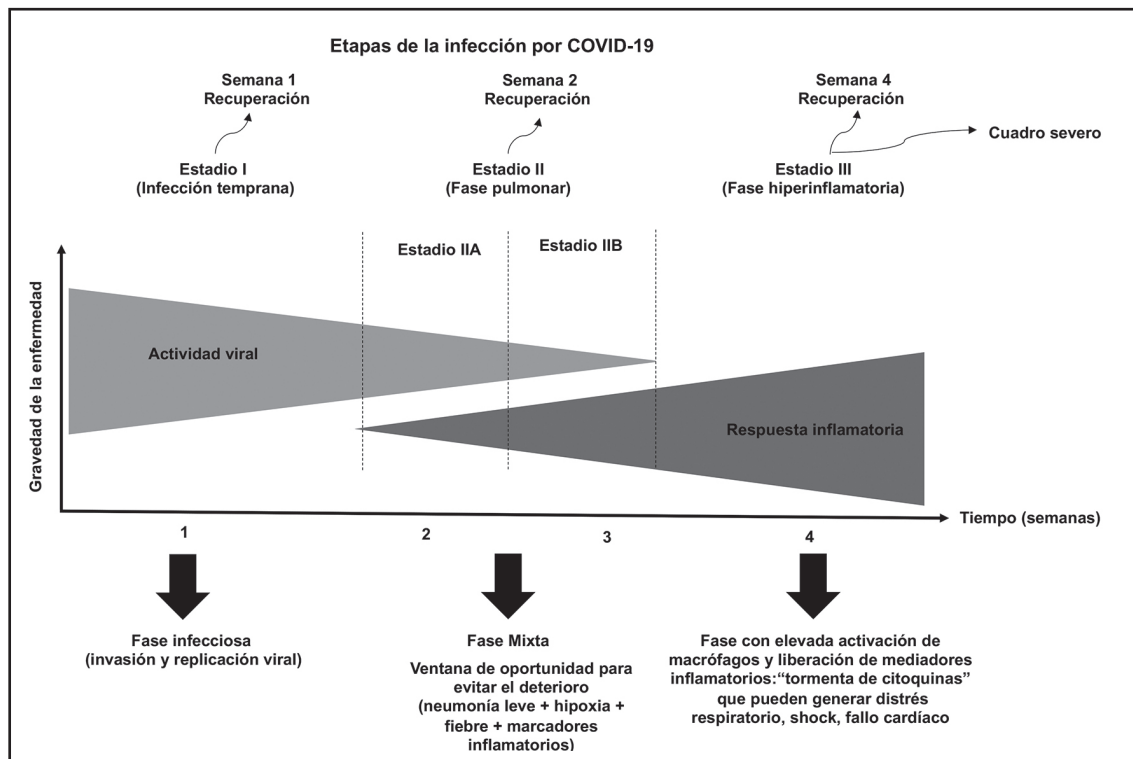 Etapas de la infección por COVID-19
Semana 1
Recuperación
Semana 2
Recuperación
Semana 4
Recuperación
Cuadro severo
Estadio I
(Infección temprana)
Estadio II
(Fase pulmonar)
Estadio III
(Fase hiperinflamatoria)
Estadio IIA
Estadio IIB
Gravedad de la enfermedad
Actividad viral
Respuesta inflamatoria
Tiempo (semanas)
1
2
3
4
Fase infecciosa
(invasión y replicación viral)
Fase Mixta
Ventana de oportunidad para
evitar el deterioro
(neumonía leve + hipoxia +
fiebre + marcadores
inflamatorios)
Fase con elevada activación de
macrófagos y liberación de mediadores
inflamatorios:“tormenta de citoquinas”
que pueden generar distrés
respiratorio, shock, fallo cardíaco